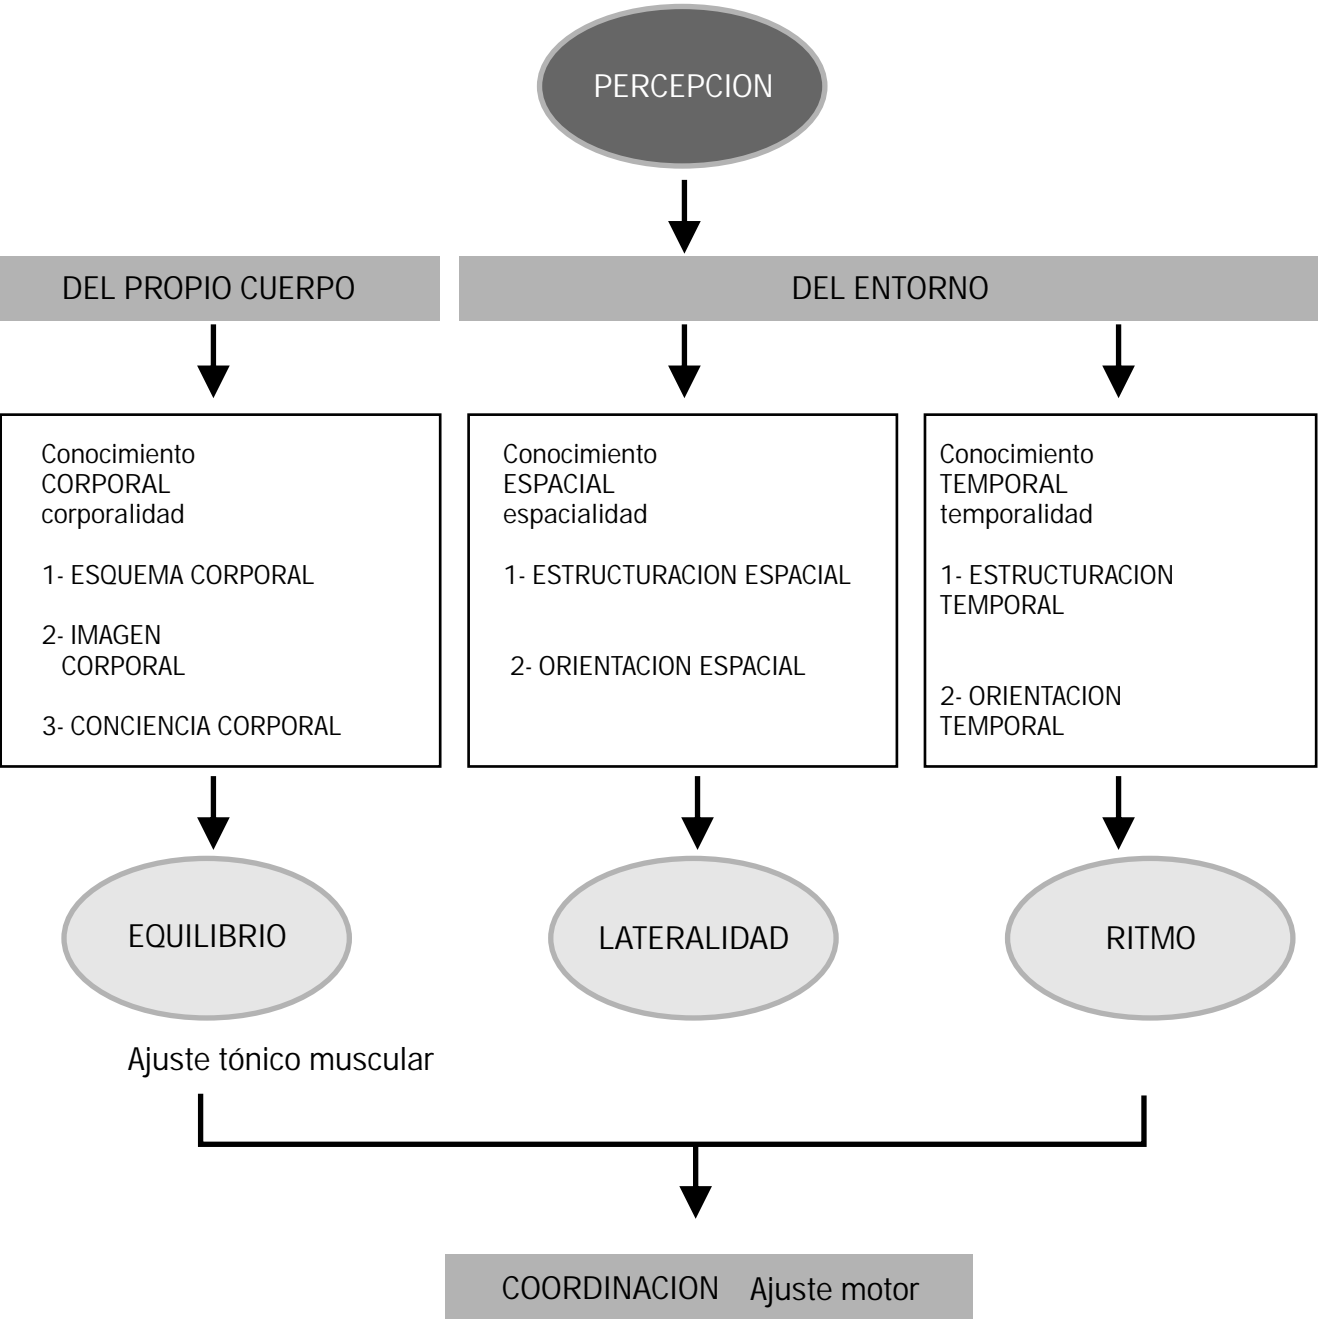 PERCEPCION
DEL PROPIO CUERPO
DEL ENTORNO
Conocimiento
CORPORAL
corporalidad
1- ESQUEMA CORPORAL
2- IMAGEN
CORPORAL
3- CONCIENCIA CORPORAL
Conocimiento
ESPACIAL
espacialidad
1- ESTRUCTURACION ESPACIAL
2- ORIENTACION ESPACIAL
Conocimiento
TEMPORAL
temporalidad
1- ESTRUCTURACION
TEMPORAL
2- ORIENTACION
TEMPORAL
EQUILIBRIO
LATERALIDAD
RITMO
Ajuste tónico muscular
COORDINACION Ajuste motor